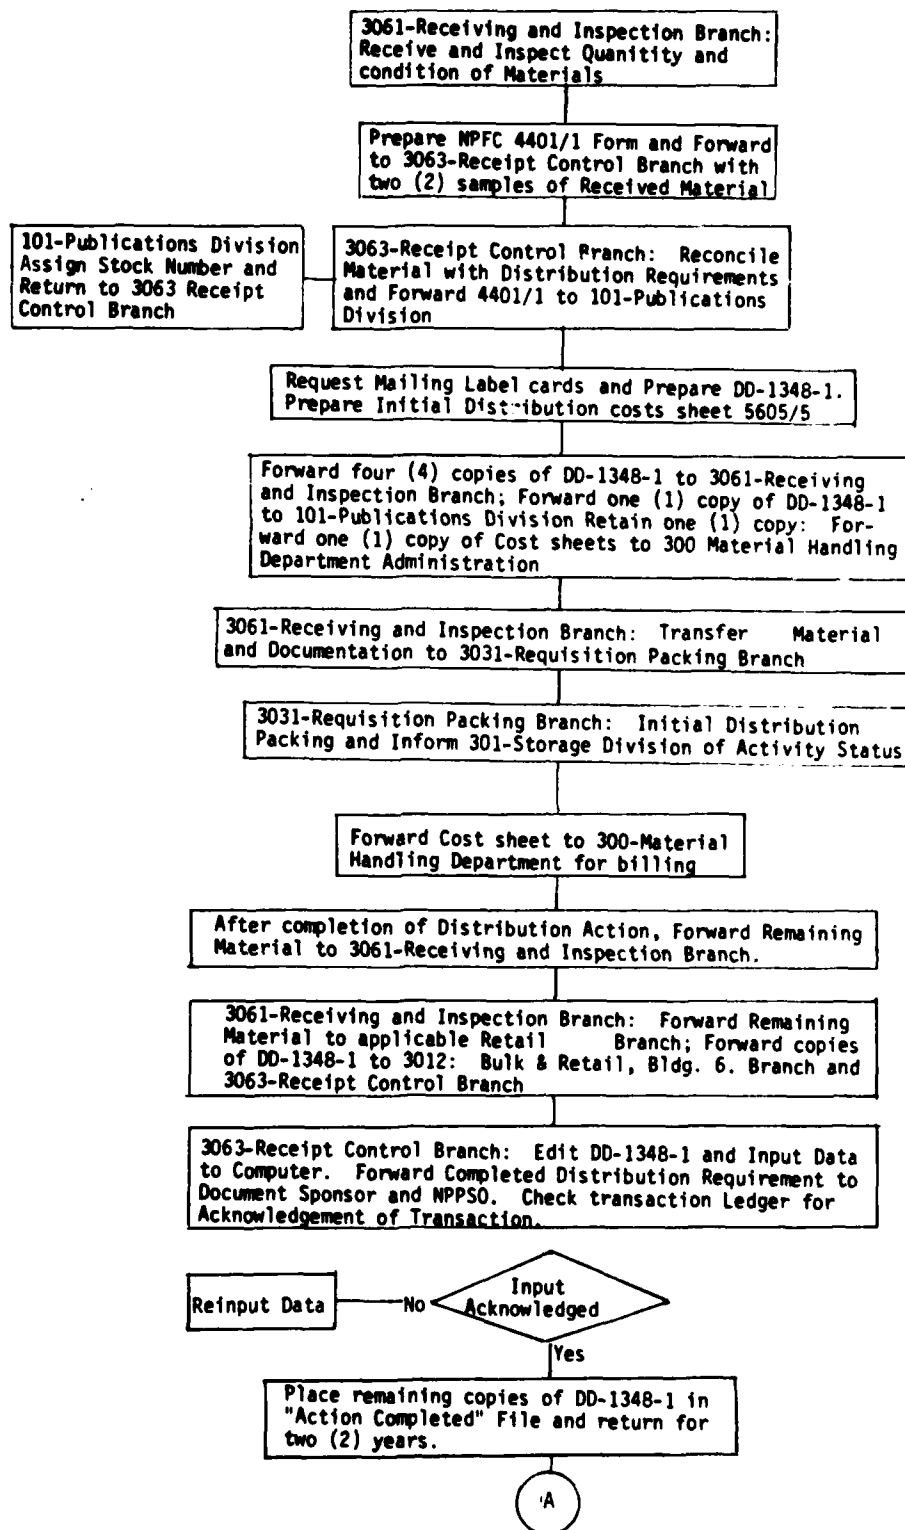 3061-Receiving and Inspection Branch:
Receive and Inspect Quanitity and
condition of Materials
Prepare NPFC 4401/1 Form and Forward
to 3063-Receipt Control Branch with
two (2) samples of Received Material
101-Publications Division
Assign Stock Number and
Return to 3063 Receipt
Control Branch
3063-Receipt Control Branch: Reconcile
Material with Distribution Requirements
and Forward 4401/1 to 101-Publications
Division
Request Mailing Label cards and Prepare DD-1348-1.
Prepare Initial Distribution costs sheet 5605/5
Forward four (4) copies of DD-1348-1 to 3061-Receiving
and Inspection Branch; Forward one (1) copy of DD-1348-1
to 101-Publications Division Retain one (1) copy: For-
ward one (1) copy of Cost sheets to 300 Material Handling
Department Administration
3061-Receiving and Inspection Branch: Transfer Material
and Documentation to 3031-Requisition Packing Branch
3031-Requisition Packing Branch: Initial Distribution
Packing and Inform 301-Storage Division of Activity Status
Forward Cost sheet to 300-Material
Handling Department for billing
After completion of Distribution Action, Forward Remaining
Material to 3061-Receiving and Inspection Branch.
3061-Receiving and Inspection Branch: Forward Remaining
Material to applicable Retail Branch; Forward copies
of DD-1348-1 to 3012: Bulk & Retail, Bldg. 6. Branch and
3063-Receipt Control Branch
3063-Receipt Control Branch: Edit DD-1348-1 and Input Data
to Computer. Forward Completed Distribution Requirement to
Document Sponsor and NPPSO. Check transaction Ledger for
Acknowledgement of Transaction.
Input
Acknowledged
No
Reinput Data
Yes
Place remaining copies of DD-1348-1 in
"Action Completed" File and return for
two (2) years.
A